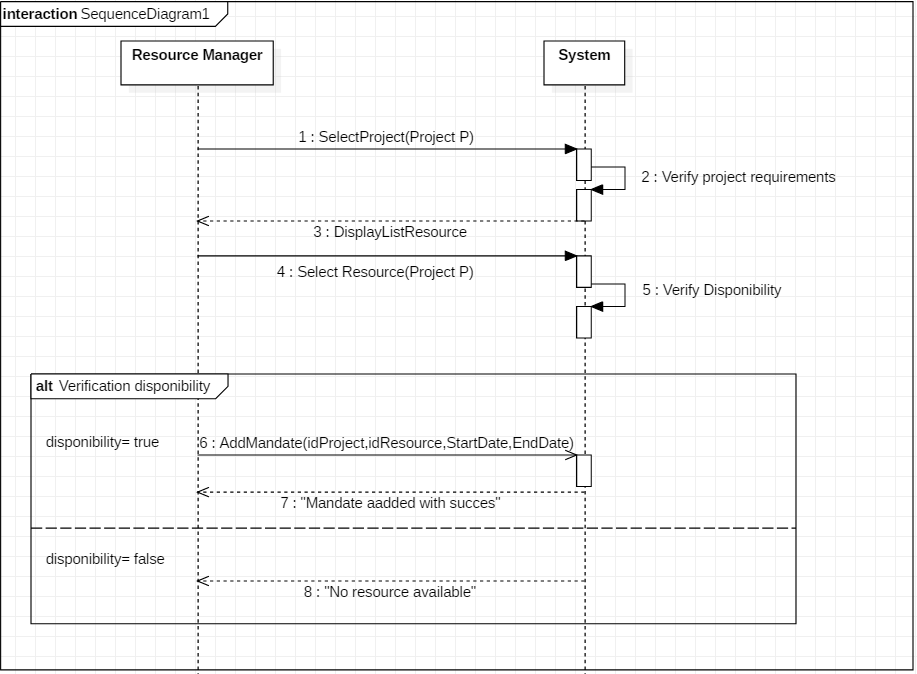 interaction SequenceDiagram1
Resource Manager
System
1 : SelectProject(Project P)
2 : Verify project requirements
3 : DisplayListResource
4 : Select Resource(Project P)
5 : Verify Disponibility
alt Verification disponibility
disponibility= true
6 : AddMandate(idProject,idResource,StartDate,EndDate)
7 : "Mandate aadded with succes"
disponibility= false
8 : "No resource available"